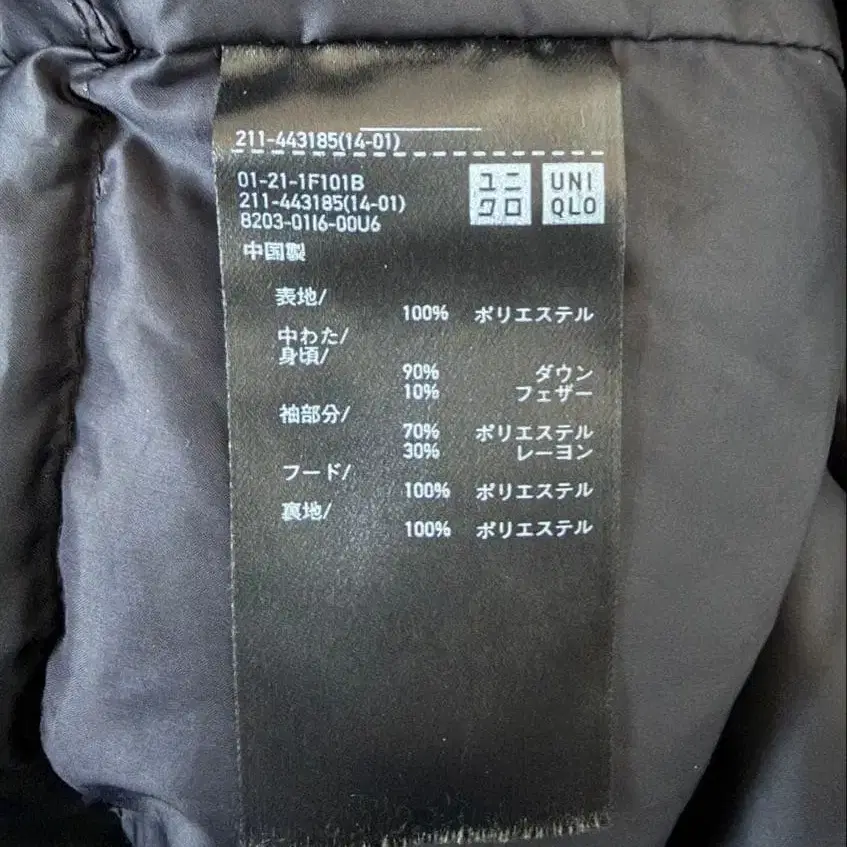 211-443185(14-01)
01-21-1F101B
211-443185(14-01)
8203-0116-00U6
ユニ
クロ
UNI
QLO
中国製
表地/
100% ポリエステル
中わた/
身頃/
90% ダウン
10% フェザー
袖部分/
70% ポリエステル
30% レーヨン
フード/
100% ポリエステル
裏地/
100% ポリエステル